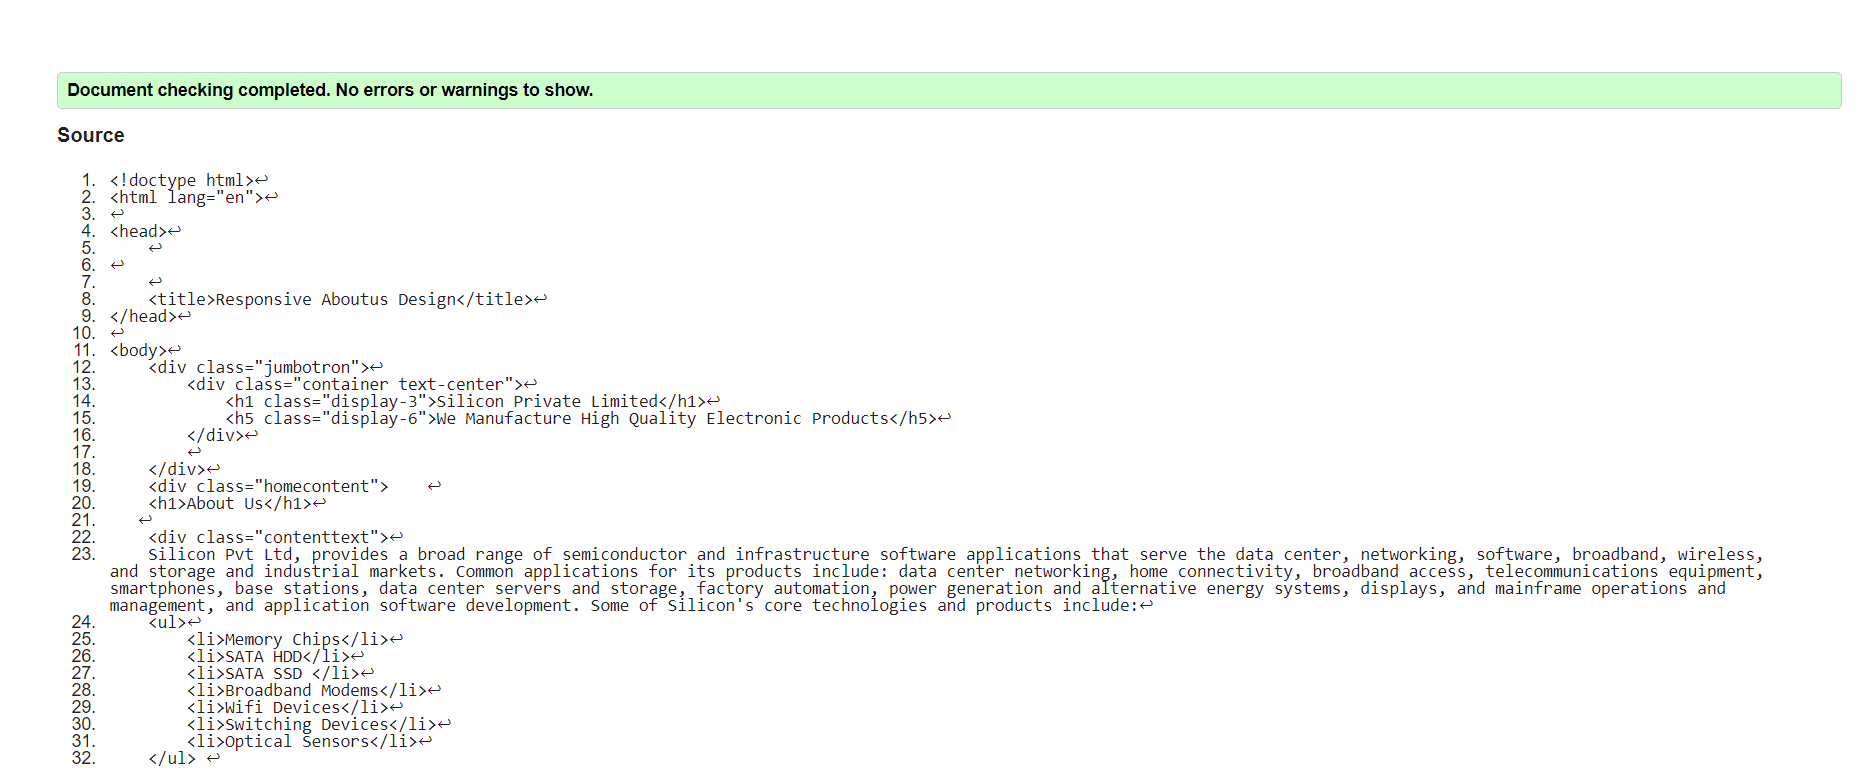 Document checking completed. No errors or warnings to show.
Source
1. <!doctype html>↩
2. <html lang="en">↩
3. ↩
4. <head>↩
5.     ↩
6. ↩
7.     ↩
8.     <title>Responsive Aboutus Design</title>↩
9. </head>↩
10. ↩
11. <body>↩
12.     <div class="jumbotron">↩
13.         <div class="container text-center">↩
14.             <h1 class="display-3">Silicon Private Limited</h1>↩
15.             <h5 class="display-6">We Manufacture High Quality Electronic Products</h5>↩
16.         </div>↩
17.         ↩
18.     </div>↩
19.     <div class="homecontent">    ↩
20.     <h1>About Us</h1>↩
21.    ↩
22.     <div class="contenttext">↩
23.     Silicon Pvt Ltd, provides a broad range of semiconductor and infrastructure software applications that serve the data center, networking, software, broadband, wireless,
and storage and industrial markets. Common applications for its products include: data center networking, home connectivity, broadband access, telecommunications equipment,
smartphones, base stations, data center servers and storage, factory automation, power generation and alternative energy systems, displays, and mainframe operations and
management, and application software development. Some of Silicon's core technologies and products include:↩
24.     <ul>↩
25.         <li>Memory Chips</li>↩
26.         <li>SATA HDD</li>↩
27.         <li>SATA SSD </li>↩
28.         <li>Broadband Modems</li>↩
29.         <li>Wifi Devices</li>↩
30.         <li>Switching Devices</li>↩
31.         <li>Optical Sensors</li>↩
32.     </ul> ↩